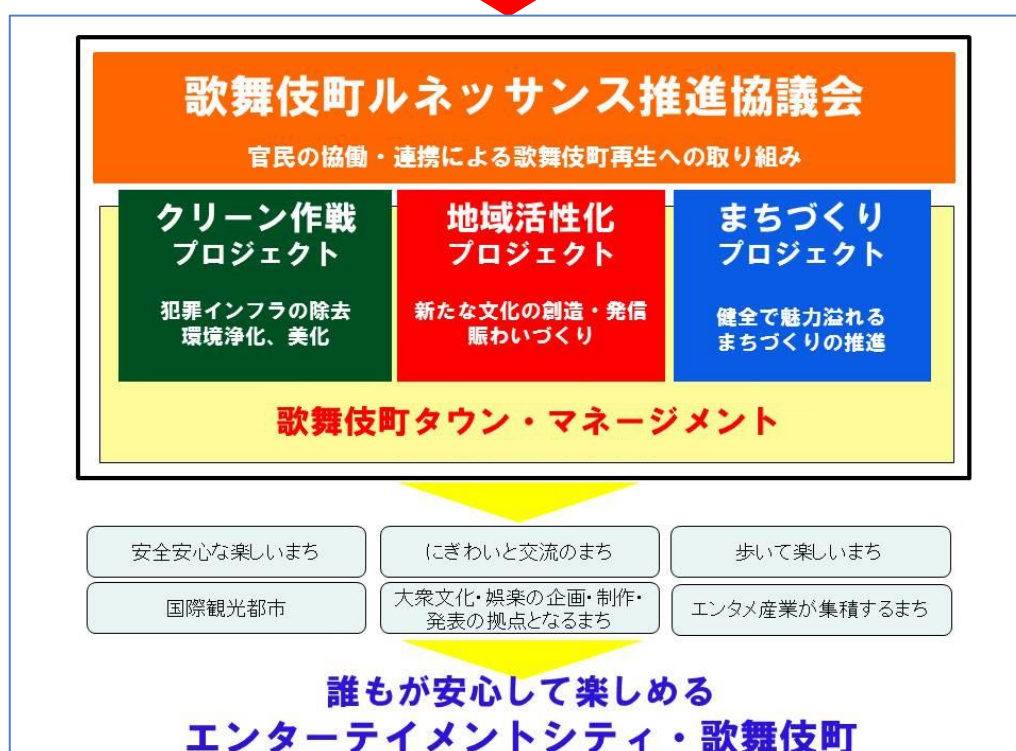 歌舞伎町ルネッサンス推進協議会
官民の協働・連携による歌舞伎町再生への取り組み
クリーン作戦
プロジェクト
犯罪インフラの除去
環境浄化、美化
地域活性化
プロジェクト
新たな文化の創造・発信
賑わいづくり
まちづくり
プロジェクト
健全で魅力溢れる
まちづくりの推進
歌舞伎町タウン・マネージメント
安全安心な楽しいまち
にぎわいと交流のまち
歩いて楽しいまち
国際観光都市
大衆文化・娯楽の企画・制作・
発表の拠点となるまち
エンタメ産業が集積するまち
誰もが安心して楽しめる
エンターテイメントシティ・歌舞伎町